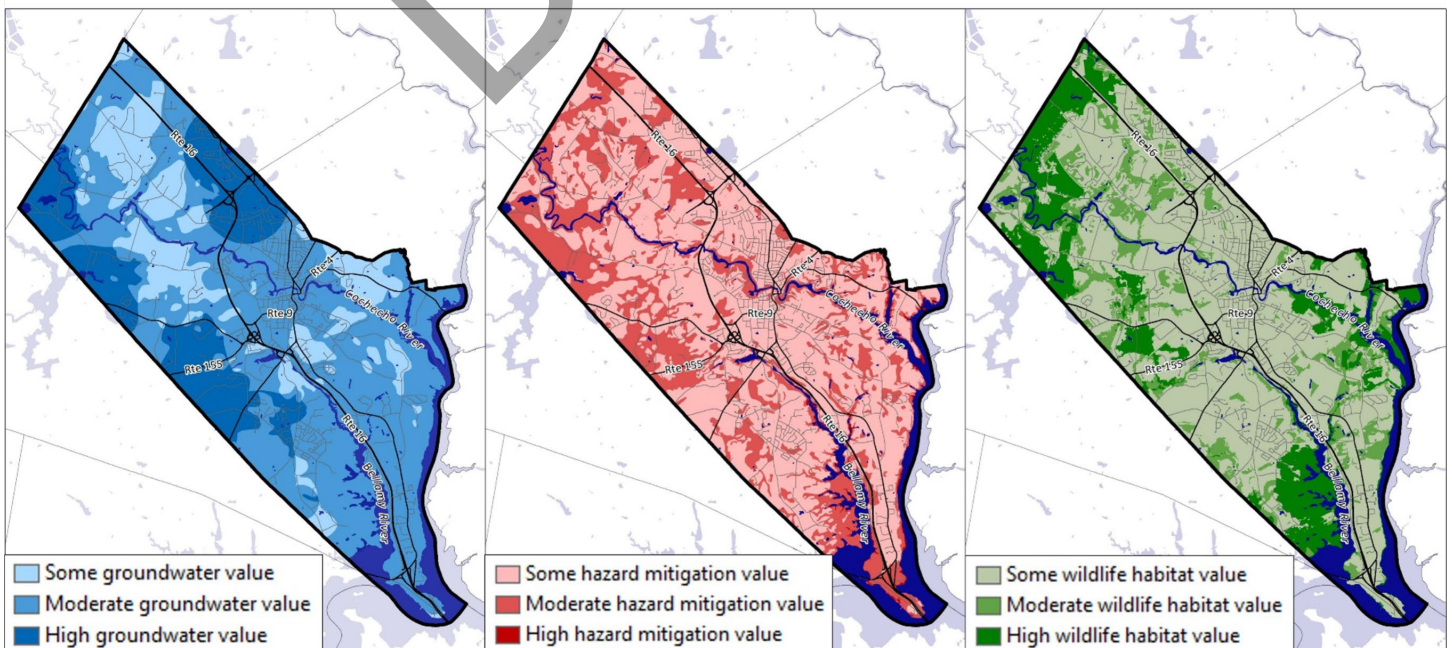 Rte 16
Rte 4
Cochecho River
Rte 9
Rte 155
Rte 16
Bellamy River
Some groundwater value
Moderate groundwater value
High groundwater value
Rte 16
Rte 4
Cochecho River
Rte 9
Rte 155
Rte 16
Bellamy River
Some hazard mitigation value
Moderate hazard mitigation value
High hazard mitigation value
Rte 16
Rte 4
Cochecho River
Rte 9
Rte 155
Rte 16
Bellamy River
Some wildlife habitat value
Moderate wildlife habitat value
High wildlife habitat value